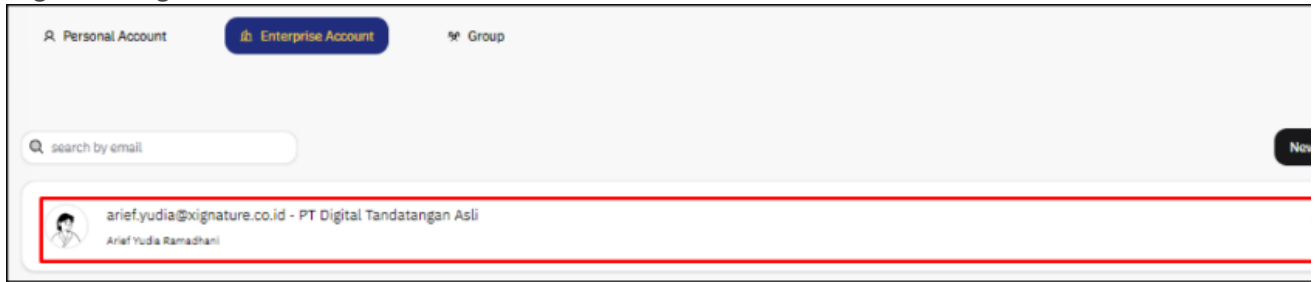 Personal Account
Enterprise Account
Group
search by email
New
arief.yudia@xignature.co.id - PT Digital Tandatangan Asli
Arief Yudia Ramadhani